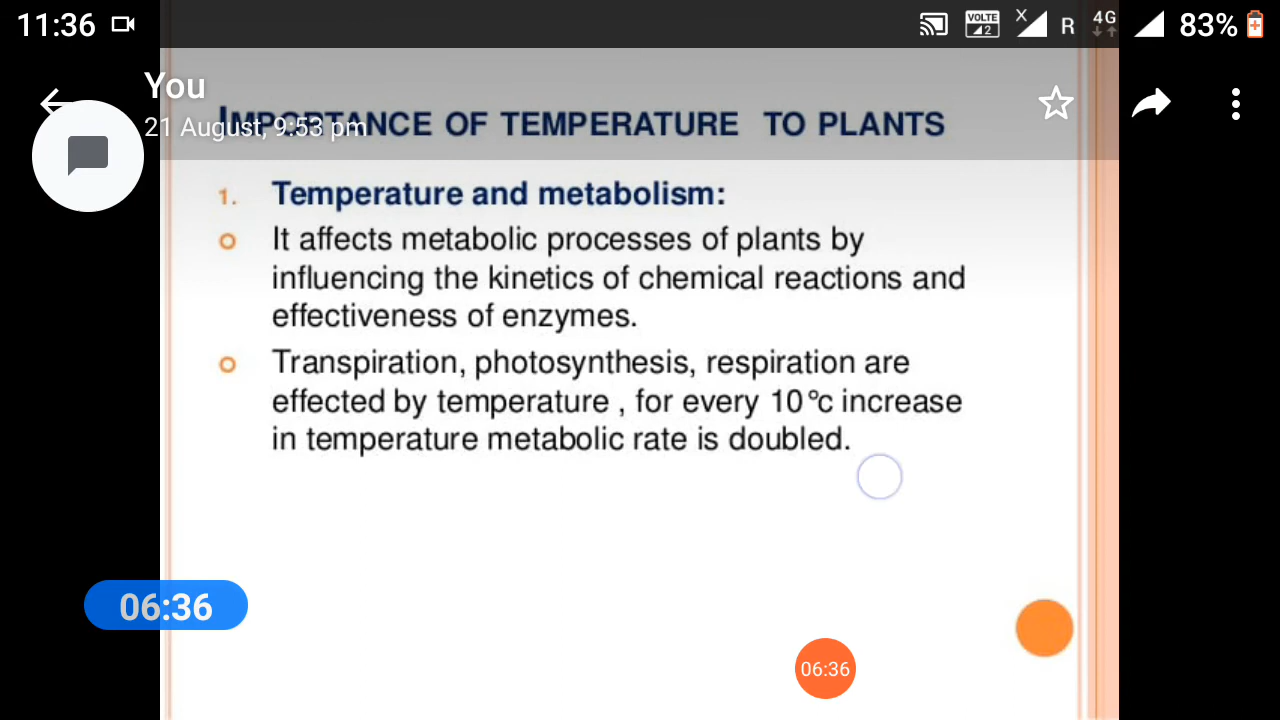 11:36
VOLTE
2
X
R
4G
83%
You
21 August, 9:53 pm
IMPORTANCE OF TEMPERATURE TO PLANTS
1. Temperature and metabolism:
It affects metabolic processes of plants by
influencing the kinetics of chemical reactions and
effectiveness of enzymes.
Transpiration, photosynthesis, respiration are
effected by temperature , for every 10°c increase
in temperature metabolic rate is doubled.
06:36
06:36